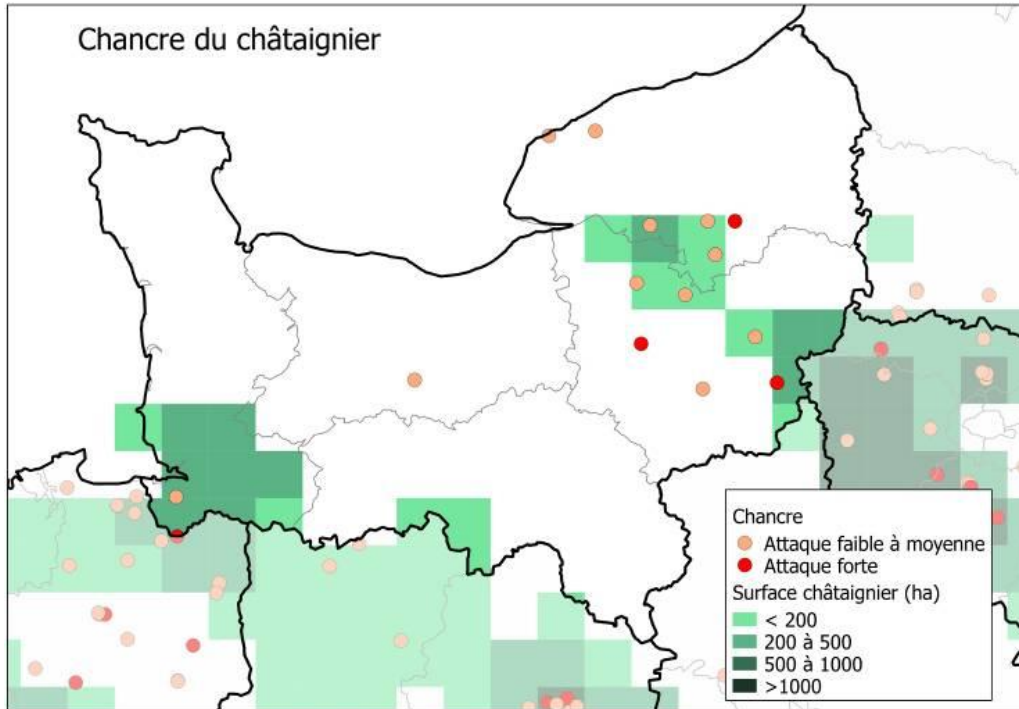 Chancre du châtaignier
Chancre
Attaque faible à moyenne
Attaque forte
Surface châtaignier (ha)
< 200
200 à 500
500 à 1000
>1000